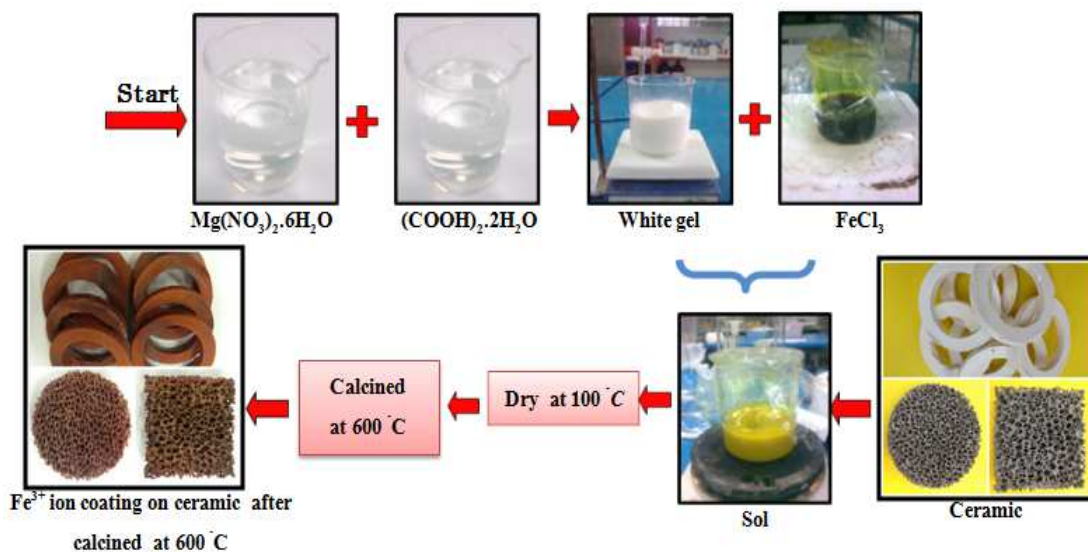 Start
Mg(NO₃)₂.6H₂O
(COOH)₂.2H₂O
White gel
FeCl₃
Ceramic
Sol
Dry at 100 ˚C
Calcined
at 600 ˚C
Fe³⁺ ion coating on ceramic after
calcined at 600 ˚C